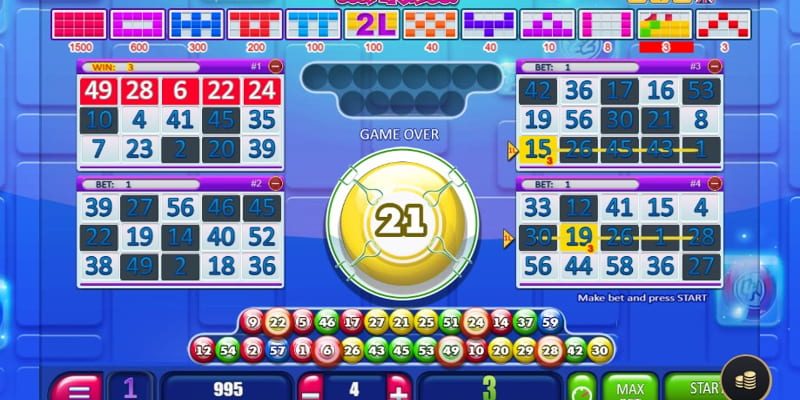 2L
1500 600 300 200 100 100 40 40 10 8 3 3
WIN: 3 #1
49 28 6 22 24
10 4 41 45 35
7 23 2 20 39
BET: 1 #2
39 27 56 46 45
22 19 14 40 52
38 49 2 18 36
GAME OVER
21
BET: 1 #3
42 36 17 16 53
19 56 30 21 8
15 26 45 43 1
3
BET: 1 #4
33 12 41 15 4
30 19 26 1 28
3
56 44 58 36 27
Make bet and press START
9 22 5 46 17 27 21 25 51 24 14 37 59
12 54 2 57 1 6 26 43 53 49 10 20 29 28 42 30
1 995 4 3 MAX START